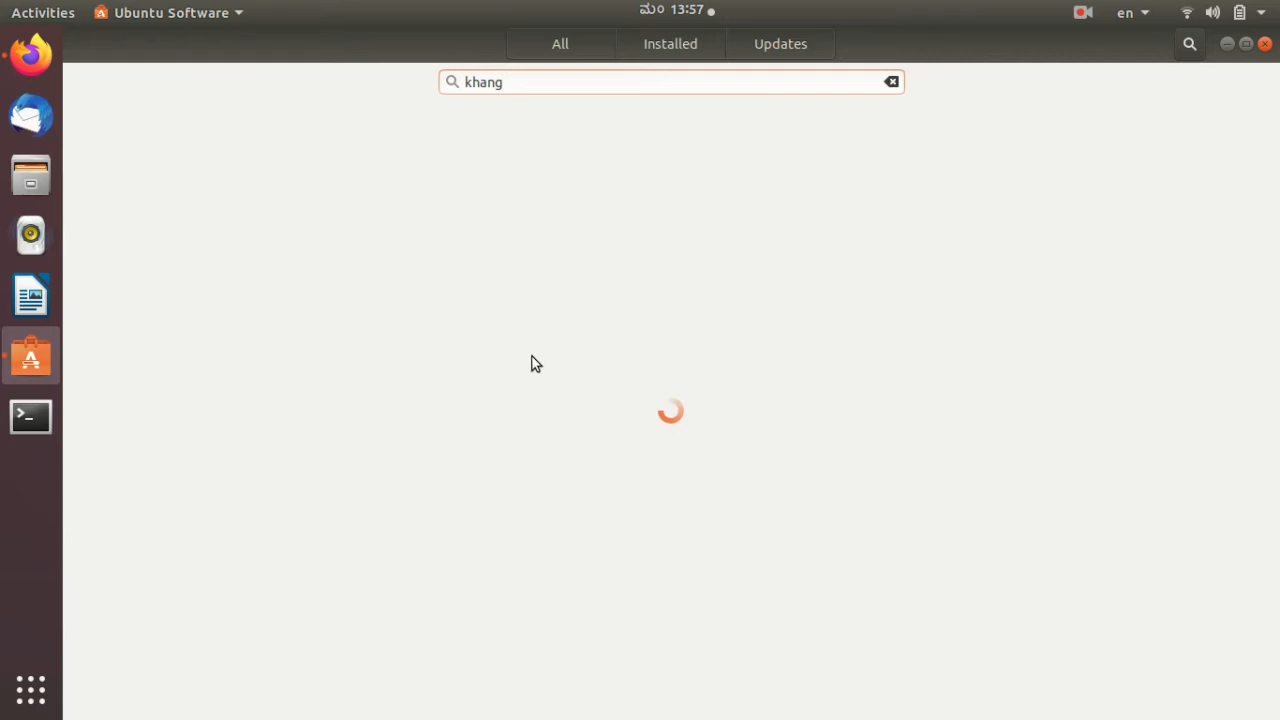 Activities
Ubuntu Software
మం 13:57
en
All
Installed
Updates
khang